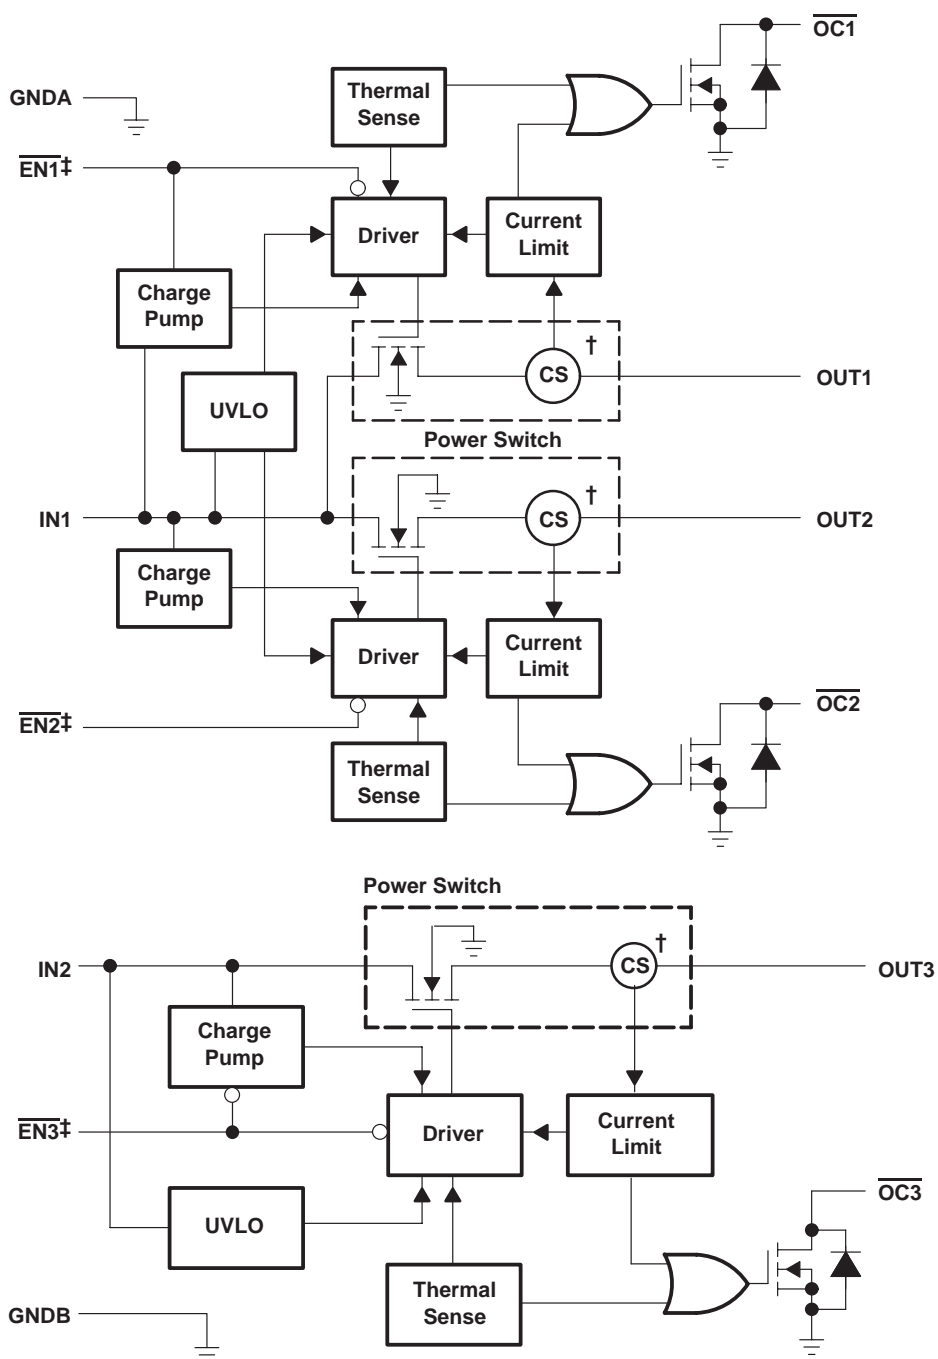 OC1
Thermal
Sense
GNDA
EN1‡
Driver
Current
Limit
Charge
Pump
†
CS
OUT1
UVLO
Power Switch
†
IN1
CS
OUT2
Charge
Pump
Driver
Current
Limit
EN2‡
OC2
Thermal
Sense
Power Switch
†
IN2
CS
OUT3
Charge
Pump
EN3‡
Driver
Current
Limit
OC3
UVLO
Thermal
Sense
GNDB